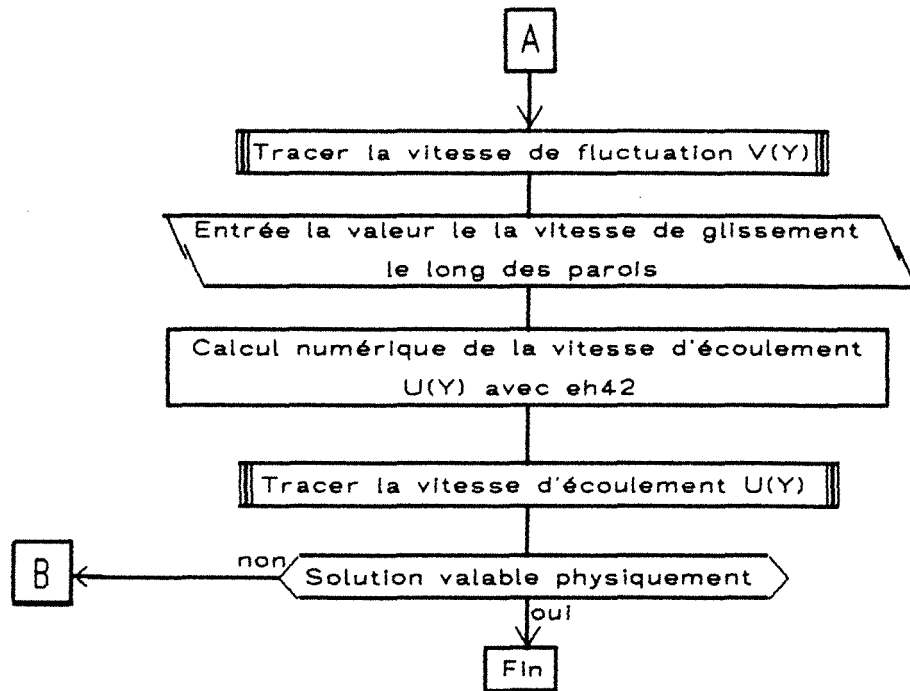 A
Tracer la vitesse de fluctuation V(Y)
Entrée la valeur le la vitesse de glissement
le long des parois
Calcul numérique de la vitesse d'écoulement
U(Y) avec eh42
Tracer la vitesse d'écoulement U(Y)
B
non
Solution valable physiquement
oui
Fin